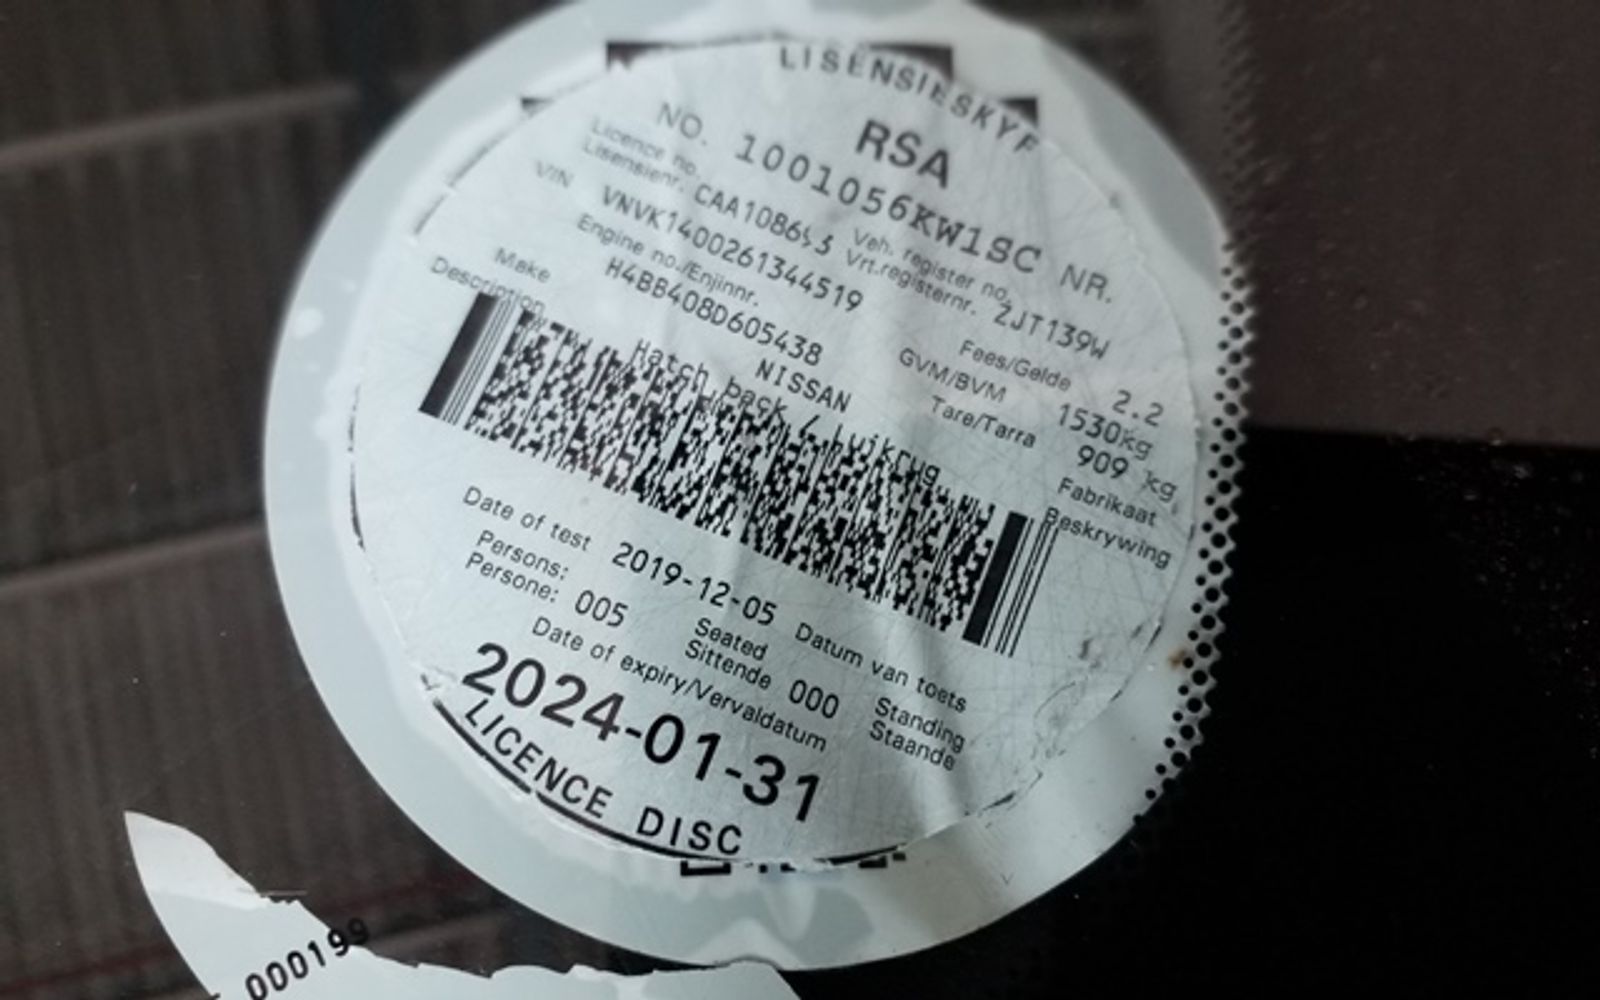 LISENSIESKYF
RSA
NO. 1001056KW1SC NR.
Licence no. Veh. register no.
Lisensienr. Vrt.registernr. ZJT139W
VIN VNVK1400261344519 Fees/Gelde 2.2
Engine no./Enjinnr. GVM/BVM 1530kg
H4BB408D605438 Tare/Tarra 909 kg
Make NISSAN Fabrikaat
Description Hatch back / Luikrug Beskrywing
Date of test 2019-12-05 Datum van toets
Persons: Seated Standing
Persone: 005 Sittende 000 Staande
Date of expiry/Vervaldatum
2024-01-31
LICENCE DISC
000199